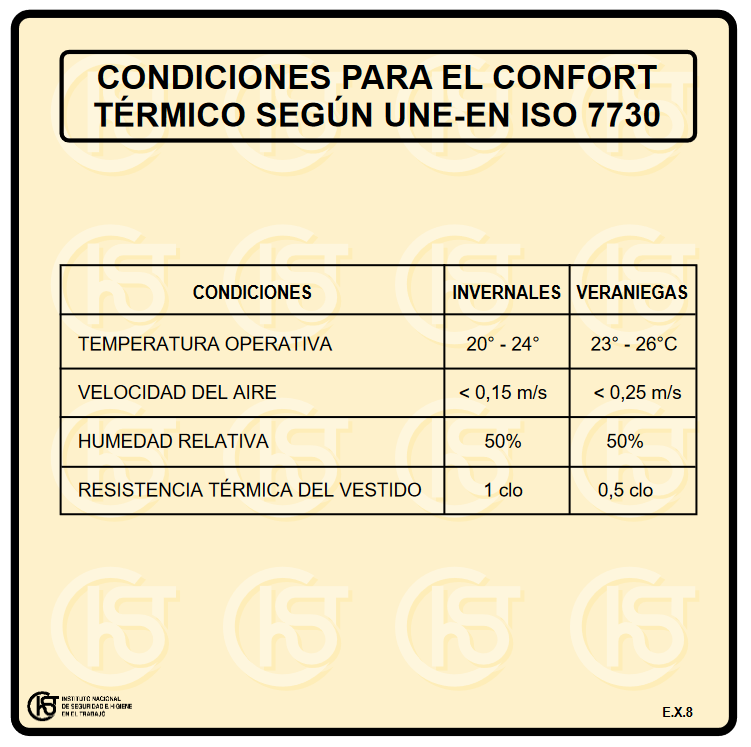 CONDICIONES PARA EL CONFORT
TÉRMICO SEGÚN UNE-EN ISO 7730
CONDICIONES INVERNALES VERANIEGAS
TEMPERATURA OPERATIVA 20° - 24° 23° - 26°C
VELOCIDAD DEL AIRE < 0,15 m/s < 0,25 m/s
HUMEDAD RELATIVA 50% 50%
RESISTENCIA TÉRMICA DEL VESTIDO 1 clo 0,5 clo
INSTITUTO NACIONAL
DE SEGURIDAD E HIGIENE
EN EL TRABAJO
E.X.8